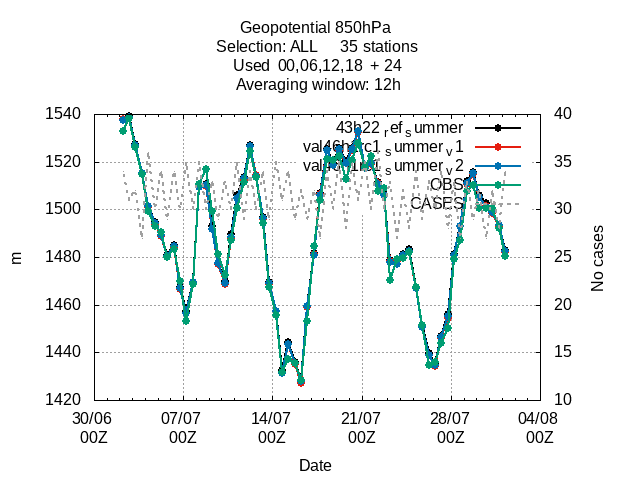 Geopotential 850hPa
Selection: ALL 35 stations
Used 00,06,12,18 + 24
Averaging window: 12h
1540
1520
1500
1480
1460
1440
1420
40
35
30
25
20
15
10
43h22_ref_summer
summer_v1
summer_v2
OBS
CASES
m
No cases
30/06 07/07 14/07 21/07 28/07 04/08
00Z 00Z 00Z 00Z 00Z 00Z
Date